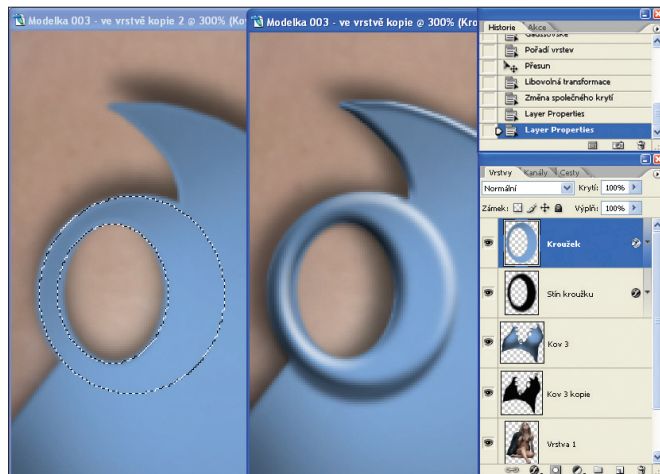 Modelka 003 - ve vrstvě kopie 2 @ 300% (Kov
Modelka 003 - ve vrstvě kopie @ 300% (Kro
Historie
Akce
Gaussovské
Pořadí vrstev
Přesun
Libovolná transformace
Změna společného krytí
Layer Properties
Layer Properties
Vrstvy
Kanály
Cesty
Normální
Krytí: 100%
Zámek:
Výplň: 100%
Kroužek
Stín kroužku
Kov 3
Kov 3 kopie
Vrstva 1